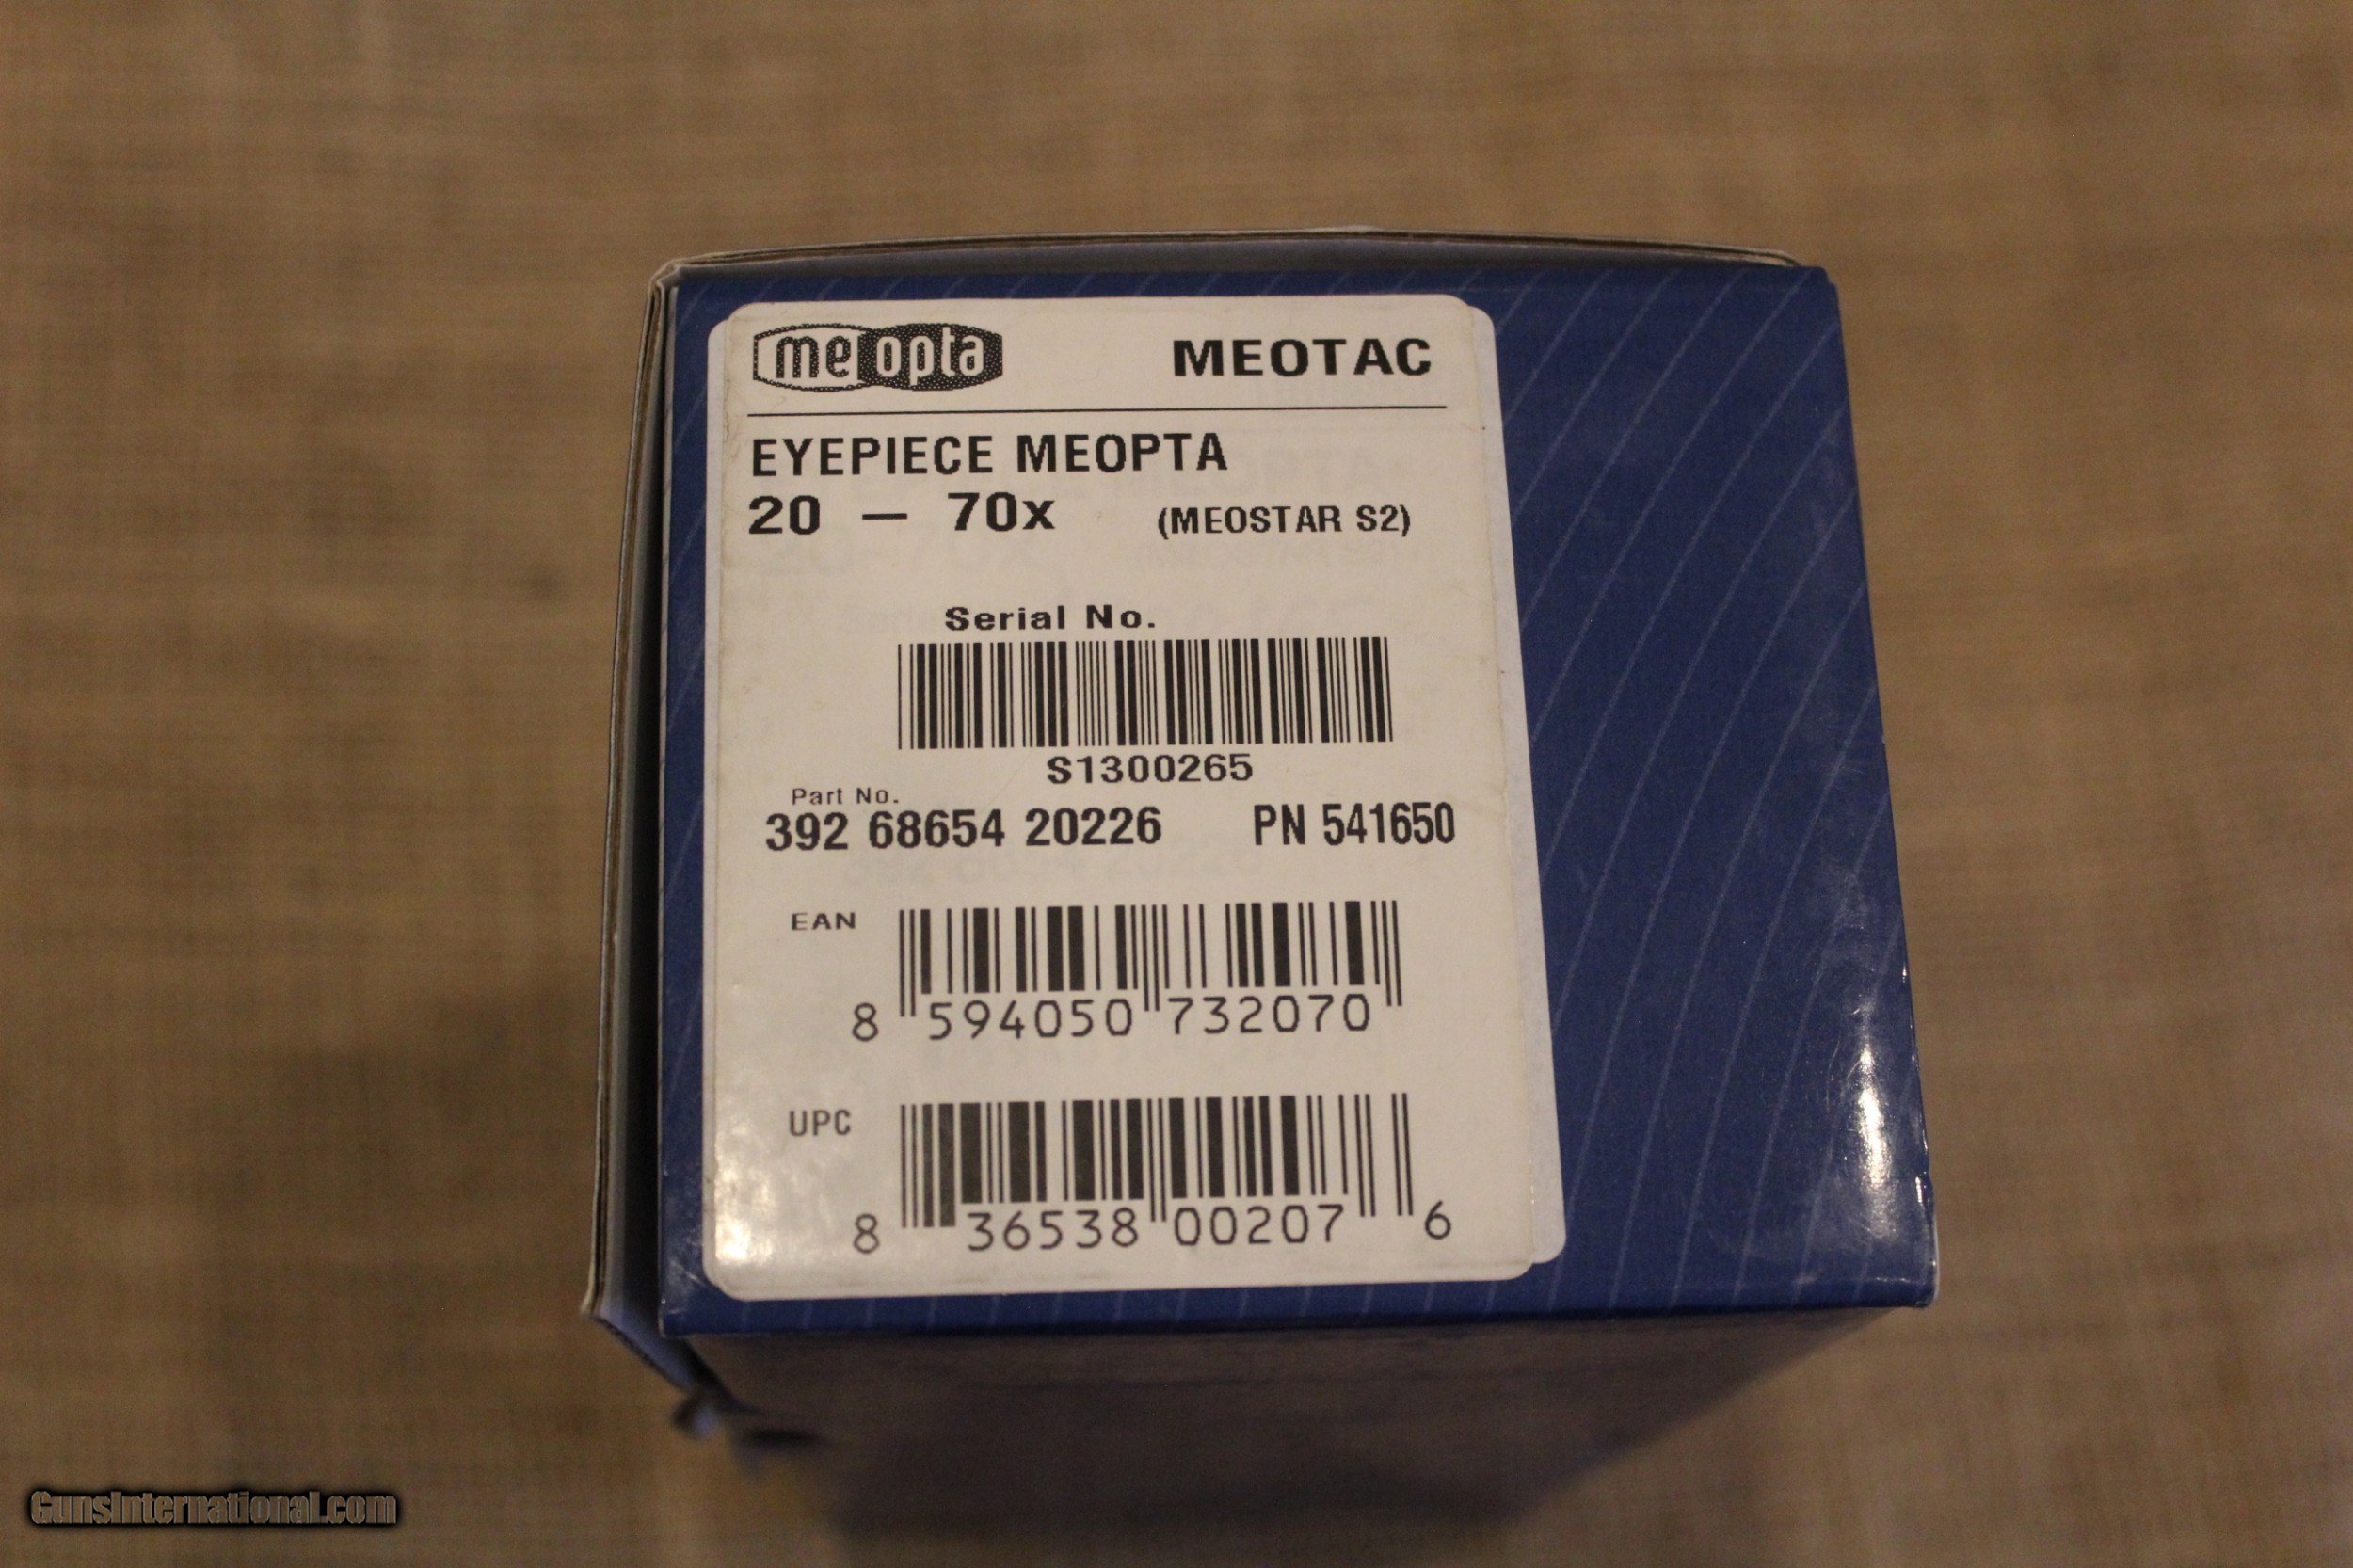 meopta MEOTAC
EYEPIECE MEOPTA
20 – 70x (MEOSTAR S2)
Serial No.
S1300265
Part No.
392 68654 20226 PN 541650
EAN
8 594050 732070
UPC
8 36538 00207 6
GunsInternational.com